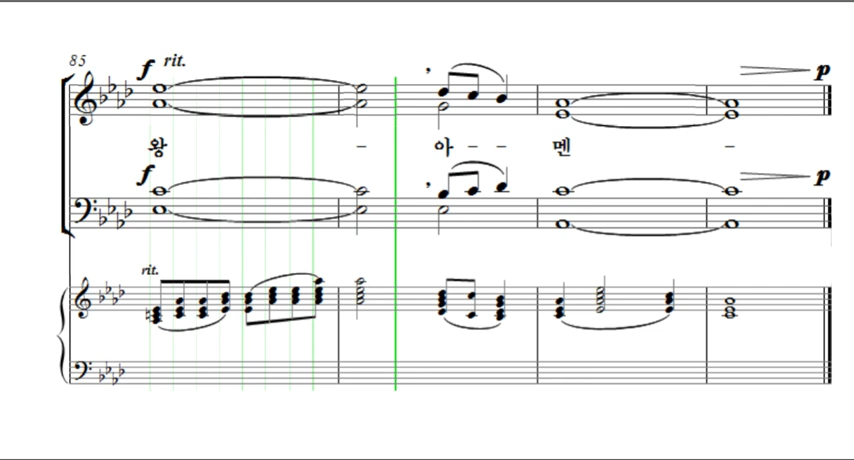 85
f rit.
왕 - 아 - - 멘 -
p
f
p
rit.